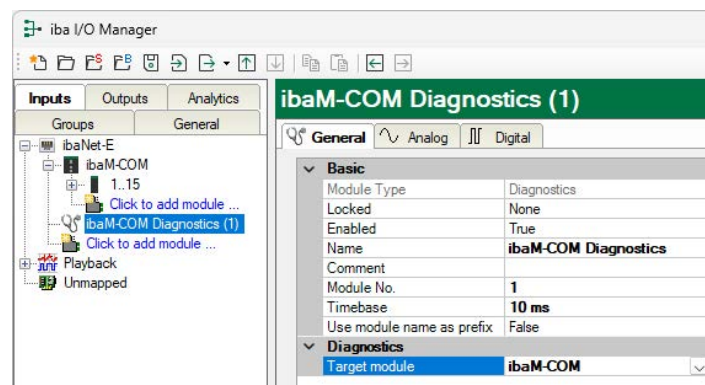 iba I/O Manager
Inputs Outputs Analytics
Groups General
ibaNet-E
ibaM-COM
1..15
Click to add module ...
ibaM-COM Diagnostics (1)
Click to add module ...
Playback
Unmapped
ibaM-COM Diagnostics (1)
General Analog Digital
Basic
Module Type Diagnostics
Locked None
Enabled True
Name ibaM-COM Diagnostics
Comment
Module No. 1
Timebase 10 ms
Use module name as prefix False
Diagnostics
Target module ibaM-COM